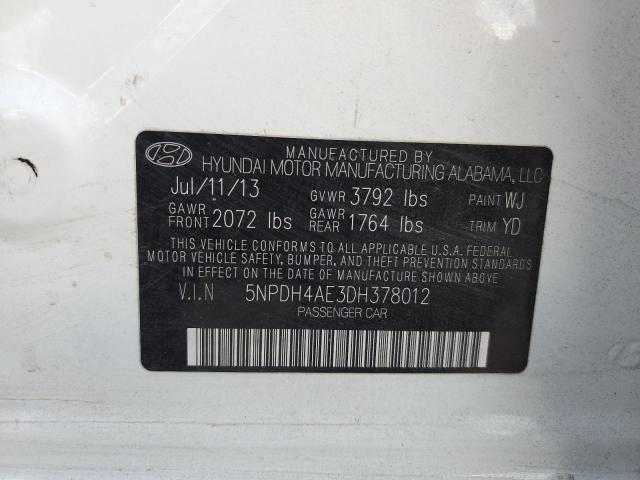 MANUFACTURED BY
HYUNDAI MOTOR MANUFACTURING ALABAMA, LLC
Jul/11/13 GVWR 3792 lbs PAINT WJ
GAWR FRONT 2072 lbs GAWR REAR 1764 lbs TRIM YD
THIS VEHICLE CONFORMS TO ALL APPLICABLE U.S.A. FEDERAL
MOTOR VEHICLE SAFETY, BUMPER, AND THEFT PREVENTION STANDARDS
IN EFFECT ON THE DATE OF MANUFACTURE SHOWN ABOVE
V.I.N 5NPDH4AE3DH378012
PASSENGER CAR